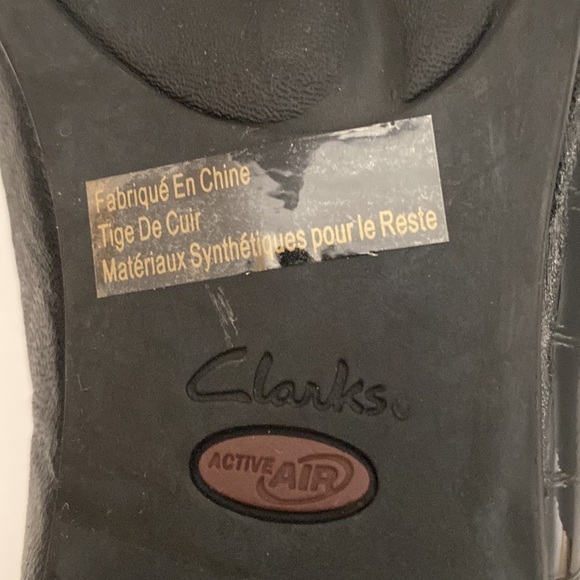 Fabriqué En Chine
Tige De Cuir
Matériaux Synthétiques pour le Reste
Clarks
ACTIVE AIR